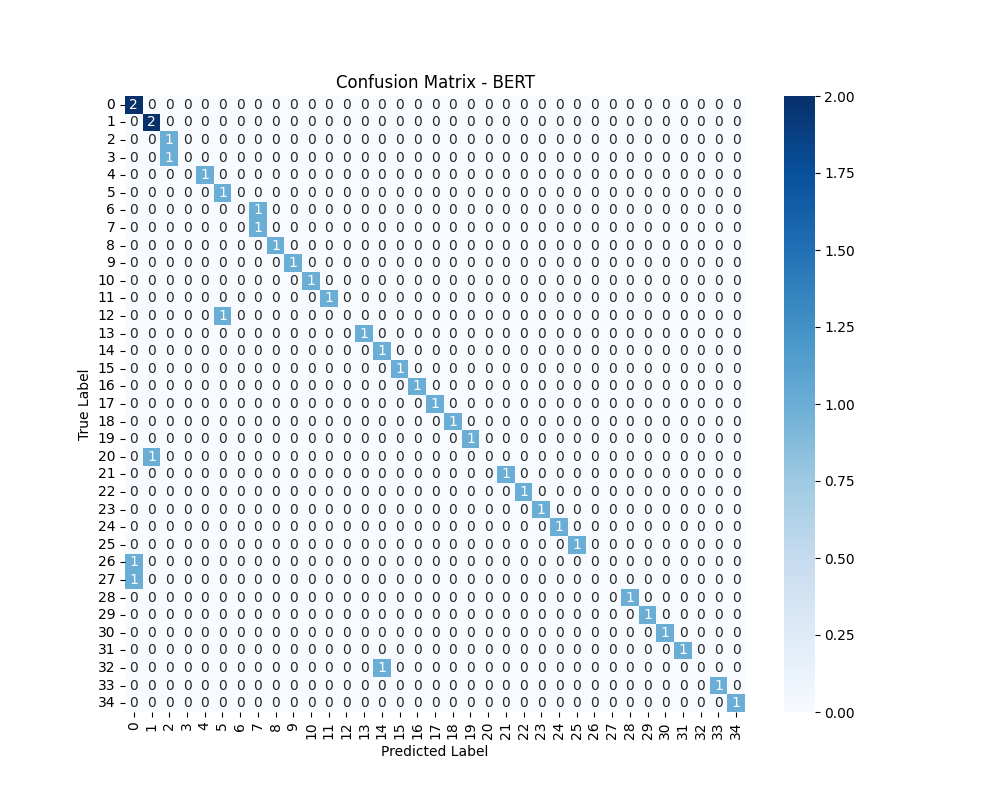 Confusion Matrix - BERT
True Label
0 2 0 0 0 0 0 0 0 0 0 0 0 0 0 0 0 0 0 0 0 0 0 0 0 0 0 0 0 0 0 0 0 0 0 0
1 0 2 0 0 0 0 0 0 0 0 0 0 0 0 0 0 0 0 0 0 0 0 0 0 0 0 0 0 0 0 0 0 0 0 0
2 0 0 1 0 0 0 0 0 0 0 0 0 0 0 0 0 0 0 0 0 0 0 0 0 0 0 0 0 0 0 0 0 0 0 0
3 0 0 1 0 0 0 0 0 0 0 0 0 0 0 0 0 0 0 0 0 0 0 0 0 0 0 0 0 0 0 0 0 0 0 0
4 0 0 0 0 1 0 0 0 0 0 0 0 0 0 0 0 0 0 0 0 0 0 0 0 0 0 0 0 0 0 0 0 0 0 0
5 0 0 0 0 0 1 0 0 0 0 0 0 0 0 0 0 0 0 0 0 0 0 0 0 0 0 0 0 0 0 0 0 0 0 0
6 0 0 0 0 0 0 0 1 0 0 0 0 0 0 0 0 0 0 0 0 0 0 0 0 0 0 0 0 0 0 0 0 0 0 0
7 0 0 0 0 0 0 0 1 0 0 0 0 0 0 0 0 0 0 0 0 0 0 0 0 0 0 0 0 0 0 0 0 0 0 0
8 0 0 0 0 0 0 0 0 1 0 0 0 0 0 0 0 0 0 0 0 0 0 0 0 0 0 0 0 0 0 0 0 0 0 0
9 0 0 0 0 0 0 0 0 0 1 0 0 0 0 0 0 0 0 0 0 0 0 0 0 0 0 0 0 0 0 0 0 0 0 0
10 0 0 0 0 0 0 0 0 0 0 1 0 0 0 0 0 0 0 0 0 0 0 0 0 0 0 0 0 0 0 0 0 0 0 0
11 0 0 0 0 0 0 0 0 0 0 0 1 0 0 0 0 0 0 0 0 0 0 0 0 0 0 0 0 0 0 0 0 0 0 0
12 0 0 0 0 0 1 0 0 0 0 0 0 0 0 0 0 0 0 0 0 0 0 0 0 0 0 0 0 0 0 0 0 0 0 0
13 0 0 0 0 0 0 0 0 0 0 0 0 0 1 0 0 0 0 0 0 0 0 0 0 0 0 0 0 0 0 0 0 0 0 0
14 0 0 0 0 0 0 0 0 0 0 0 0 0 0 1 0 0 0 0 0 0 0 0 0 0 0 0 0 0 0 0 0 0 0 0
15 0 0 0 0 0 0 0 0 0 0 0 0 0 0 0 1 0 0 0 0 0 0 0 0 0 0 0 0 0 0 0 0 0 0 0
16 0 0 0 0 0 0 0 0 0 0 0 0 0 0 0 0 1 0 0 0 0 0 0 0 0 0 0 0 0 0 0 0 0 0 0
17 0 0 0 0 0 0 0 0 0 0 0 0 0 0 0 0 0 1 0 0 0 0 0 0 0 0 0 0 0 0 0 0 0 0 0
18 0 0 0 0 0 0 0 0 0 0 0 0 0 0 0 0 0 0 1 0 0 0 0 0 0 0 0 0 0 0 0 0 0 0 0
19 0 0 0 0 0 0 0 0 0 0 0 0 0 0 0 0 0 0 0 1 0 0 0 0 0 0 0 0 0 0 0 0 0 0 0
20 0 1 0 0 0 0 0 0 0 0 0 0 0 0 0 0 0 0 0 0 0 0 0 0 0 0 0 0 0 0 0 0 0 0 0
21 0 0 0 0 0 0 0 0 0 0 0 0 0 0 0 0 0 0 0 0 0 1 0 0 0 0 0 0 0 0 0 0 0 0 0
22 0 0 0 0 0 0 0 0 0 0 0 0 0 0 0 0 0 0 0 0 0 0 1 0 0 0 0 0 0 0 0 0 0 0 0
23 0 0 0 0 0 0 0 0 0 0 0 0 0 0 0 0 0 0 0 0 0 0 0 1 0 0 0 0 0 0 0 0 0 0 0
24 0 0 0 0 0 0 0 0 0 0 0 0 0 0 0 0 0 0 0 0 0 0 0 0 1 0 0 0 0 0 0 0 0 0 0
25 0 0 0 0 0 0 0 0 0 0 0 0 0 0 0 0 0 0 0 0 0 0 0 0 0 1 0 0 0 0 0 0 0 0 0
26 1 0 0 0 0 0 0 0 0 0 0 0 0 0 0 0 0 0 0 0 0 0 0 0 0 0 0 0 0 0 0 0 0 0 0
27 1 0 0 0 0 0 0 0 0 0 0 0 0 0 0 0 0 0 0 0 0 0 0 0 0 0 0 0 0 0 0 0 0 0 0
28 0 0 0 0 0 0 0 0 0 0 0 0 0 0 0 0 0 0 0 0 0 0 0 0 0 0 0 0 1 0 0 0 0 0 0
29 0 0 0 0 0 0 0 0 0 0 0 0 0 0 0 0 0 0 0 0 0 0 0 0 0 0 0 0 0 1 0 0 0 0 0
30 0 0 0 0 0 0 0 0 0 0 0 0 0 0 0 0 0 0 0 0 0 0 0 0 0 0 0 0 0 0 1 0 0 0 0
31 0 0 0 0 0 0 0 0 0 0 0 0 0 0 0 0 0 0 0 0 0 0 0 0 0 0 0 0 0 0 0 1 0 0 0
32 0 0 0 0 0 0 0 0 0 0 0 0 0 0 1 0 0 0 0 0 0 0 0 0 0 0 0 0 0 0 0 0 0 0 0
33 0 0 0 0 0 0 0 0 0 0 0 0 0 0 0 0 0 0 0 0 0 0 0 0 0 0 0 0 0 0 0 0 0 1 0
34 0 0 0 0 0 0 0 0 0 0 0 0 0 0 0 0 0 0 0 0 0 0 0 0 0 0 0 0 0 0 0 0 0 0 1
0 1 2 3 4 5 6 7 8 9 10 11 12 13 14 15 16 17 18 19 20 21 22 23 24 25 26 27 28 29 30 31 32 33 34
Predicted Label
2.00
1.75
1.50
1.25
1.00
0.75
0.50
0.25
0.00